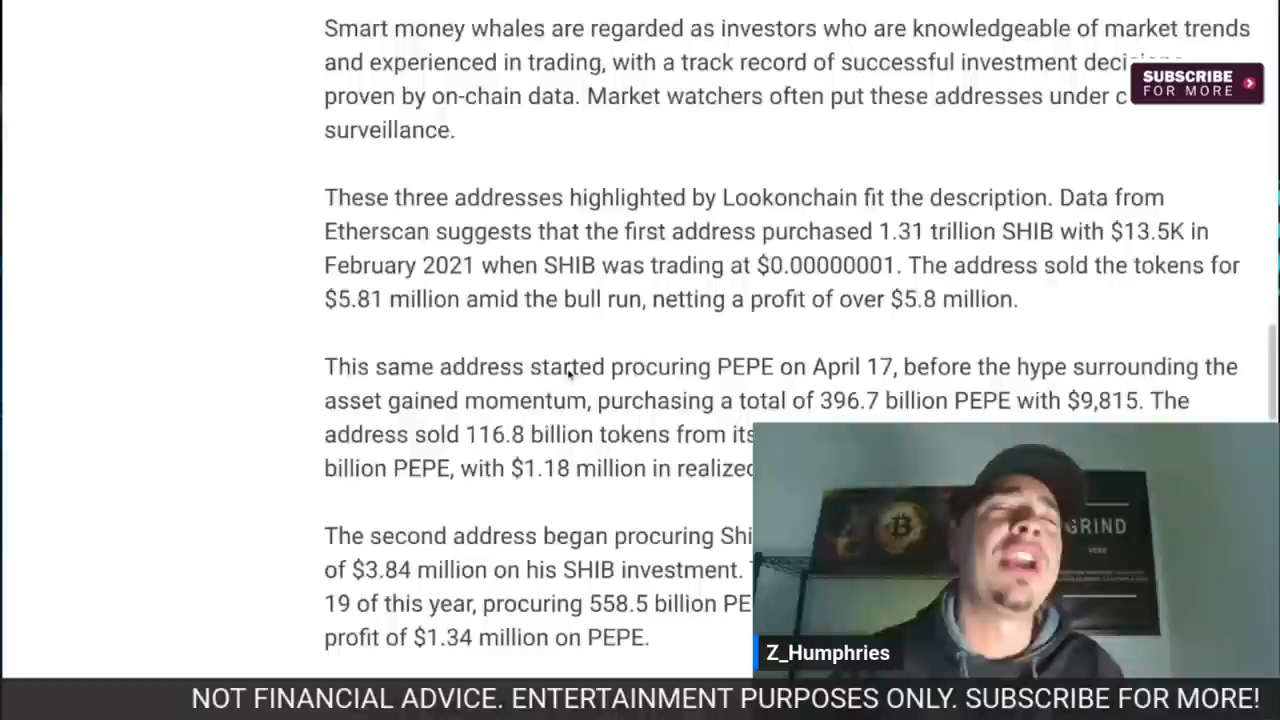 Smart money whales are regarded as investors who are knowledgeable of market trends
and experienced in trading, with a track record of successful investment
SUBSCRIBE
FOR MORE
proven by on-chain data. Market watchers often put these addresses under
surveillance.
These three addresses highlighted by Lookonchain fit the description. Data from
Etherscan suggests that the first address purchased 1.31 trillion SHIB with $13.5K in
February 2021 when SHIB was trading at $0.00000001. The address sold the tokens for
$5.81 million amid the bull run, netting a profit of over $5.8 million.
This same address started procuring PEPE on April 17, before the hype surrounding the
asset gained momentum, purchasing a total of 396.7 billion PEPE with $9,815. The
address sold 116.8 billion tokens from its
billion PEPE, with $1.18 million in realized
The second address began procuring
of $3.84 million on his SHIB investment.
19 of this year, procuring 558.5 billion
profit of $1.34 million on PEPE.
B
GRIND
Z_Humphries
NOT FINANCIAL ADVICE. ENTERTAINMENT PURPOSES ONLY. SUBSCRIBE FOR MORE!